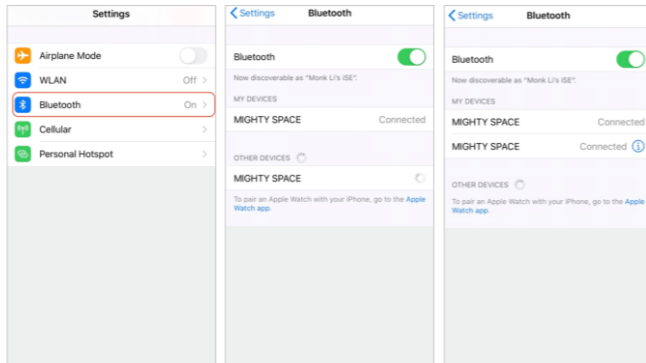 Settings
Airplane Mode
WLAN Off
Bluetooth On
Cellular
Personal Hotspot
Settings Bluetooth
Bluetooth
Now discoverable as "Monk Li's iSE".
MY DEVICES
MIGHTY SPACE Connected
OTHER DEVICES
MIGHTY SPACE
To pair an Apple Watch with your iPhone, go to the Apple
Watch app.
Settings Bluetooth
Bluetooth
Now discoverable as "Monk Li's iSE".
MY DEVICES
MIGHTY SPACE Connected
MIGHTY SPACE Connected
OTHER DEVICES
To pair an Apple Watch with your iPhone, go to the Apple
Watch app.